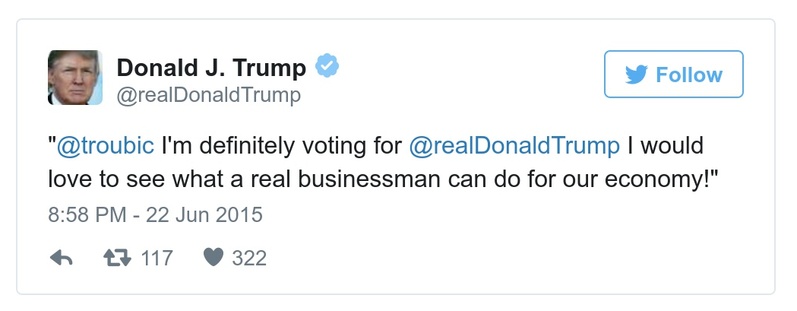 Donald J. Trump
@realDonaldTrump
Follow
"@troubic I'm definitely voting for @realDonaldTrump I would
love to see what a real businessman can do for our economy!"
8:58 PM - 22 Jun 2015
117 322